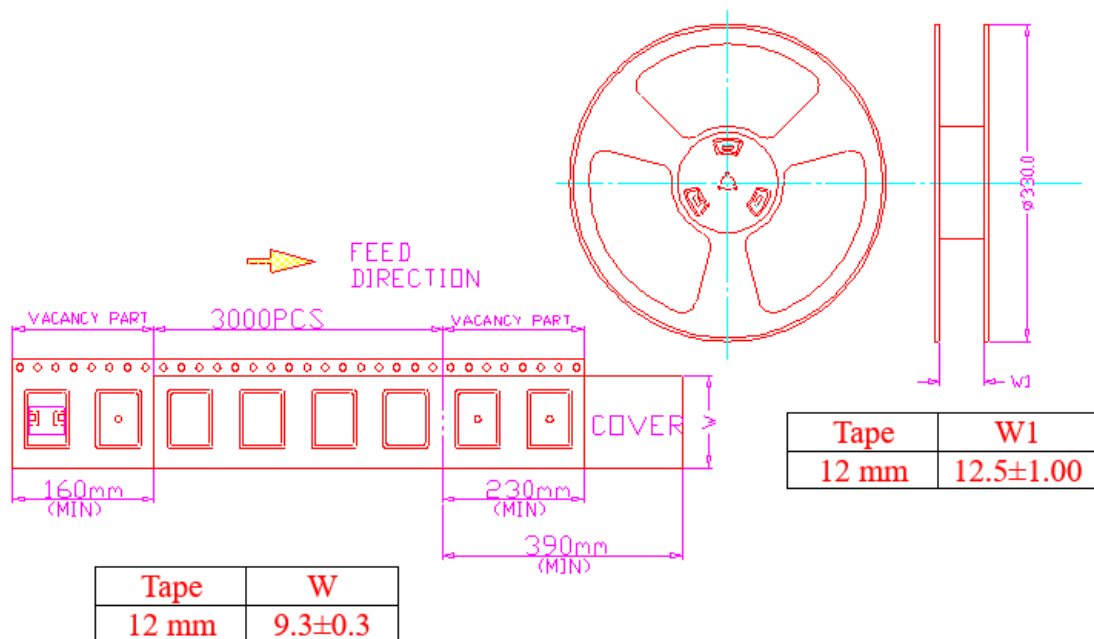 FEED
DIRECTION
VACANCY PART
3000PCS
VACANCY PART
COVER
W
160mm
(MIN)
230mm
(MIN)
390mm
(MIN)
ø330.0
W1
Tape W1
12 mm 12.5±1.00
Tape W
12 mm 9.3±0.3